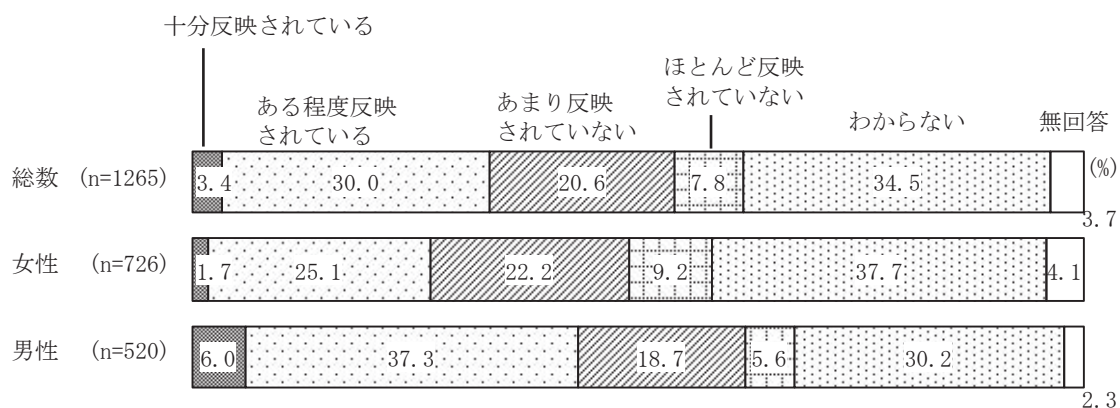 十分反映されている
ほとんど反映
されていない
ある程度反映
されている
あまり反映
されていない
わからない
無回答
総数 (n=1265) 3.4 30.0 20.6 7.8 34.5 (%)
3.7
女性 (n=726) 1.7 25.1 22.2 9.2 37.7 4.1
男性 (n=520) 6.0 37.3 18.7 5.6 30.2
2.3